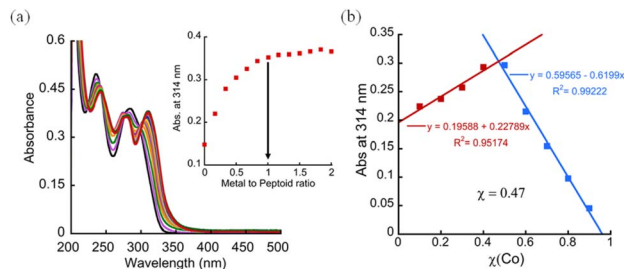 (a)
0.6
0.45
0.3
0.15
0
Absorbance
200 250 300 350 400 450 500
Wavelength (nm)
0.4
0.3
0.2
0.1
Abs. at 314 nm
0 0.5 1 1.5 2
Metal to Peptoid ratio
(b)
0.35
0.3
0.25
0.2
0.15
0.1
0.05
0
Abs at 314 nm
y = 0.59565 - 0.6199x
R²= 0.99222
y = 0.19588 + 0.22789x
R²= 0.95174
χ = 0.47
0 0.2 0.4 0.6 0.8 1
χ(Co)